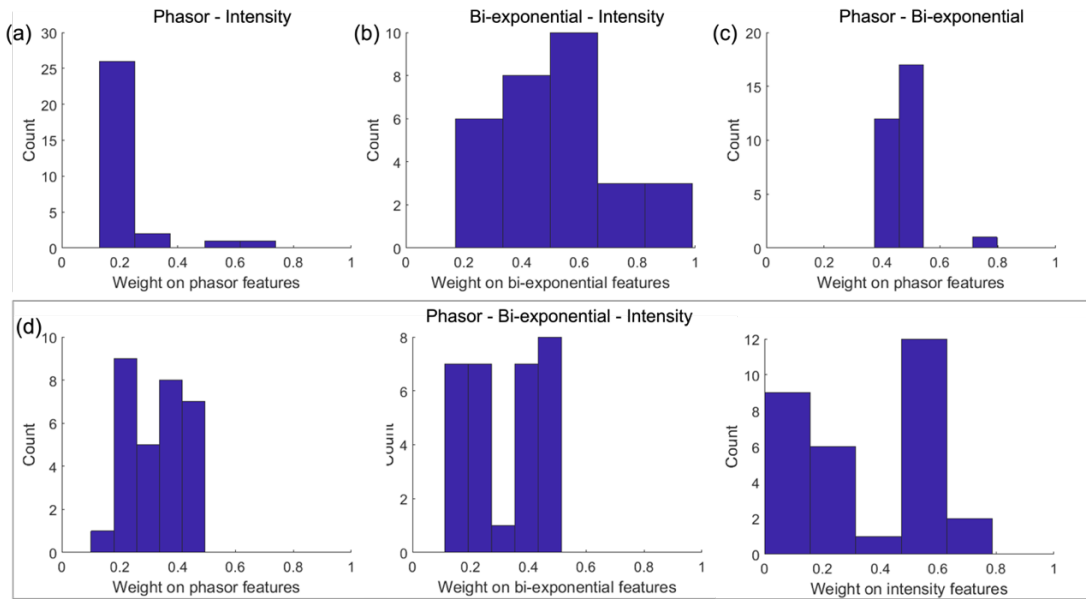 Phasor - Intensity
Bi-exponential - Intensity
Phasor - Bi-exponential
(a)
(b)
(c)
30
25
20
15
10
5
0
Count
0 0.2 0.4 0.6 0.8 1
Weight on phasor features
10
8
6
4
2
0
Count
0 0.2 0.4 0.6 0.8 1
Weight on bi-exponential features
20
15
10
5
0
Count
0 0.2 0.4 0.6 0.8 1
Weight on phasor features
(d)
Phasor - Bi-exponential - Intensity
10
8
6
4
2
0
Count
0 0.2 0.4 0.6 0.8 1
Weight on phasor features
8
6
4
2
0
Count
0 0.2 0.4 0.6 0.8 1
Weight on bi-exponential features
12
10
8
6
4
2
0
Count
0 0.2 0.4 0.6 0.8 1
Weight on intensity features